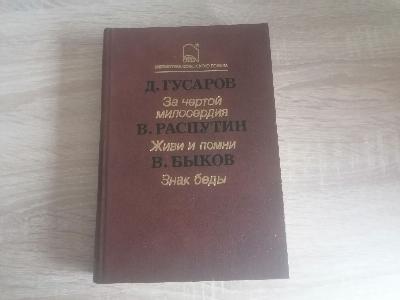 Д. ГУСАРОВ
За чертой
милосердия
В. РАСПУТИН
Живи и помни
В. БЫКОВ
Знак беды